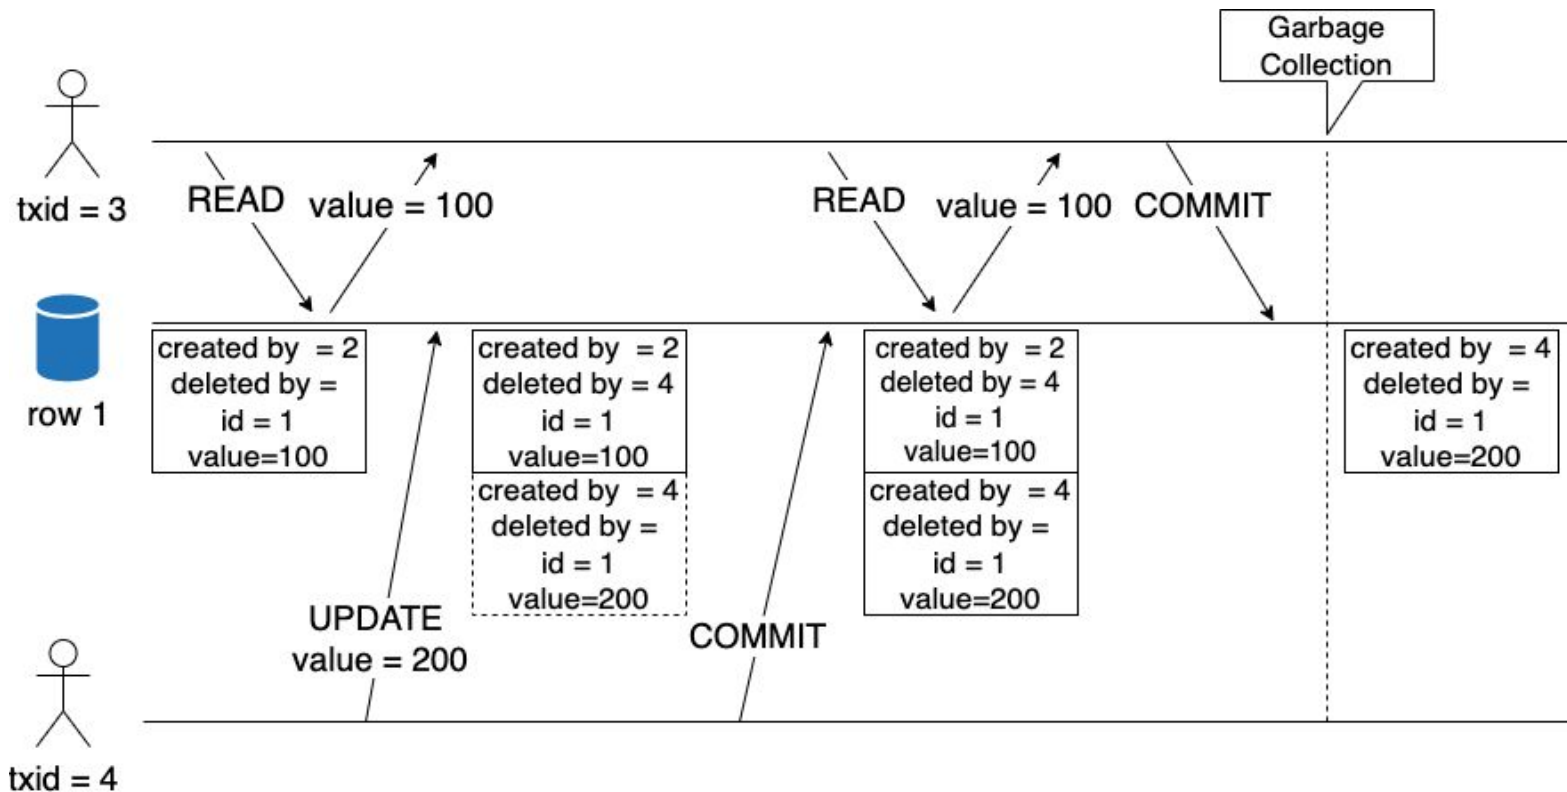 Garbage
Collection
txid = 3
READ
value = 100
READ
value = 100
COMMIT
row 1
created by = 2
deleted by =
id = 1
value=100
created by = 2
deleted by = 4
id = 1
value=100
created by = 4
deleted by =
id = 1
value=200
created by = 2
deleted by = 4
id = 1
value=100
created by = 4
deleted by =
id = 1
value=200
created by = 4
deleted by =
id = 1
value=200
UPDATE
value = 200
COMMIT
txid = 4